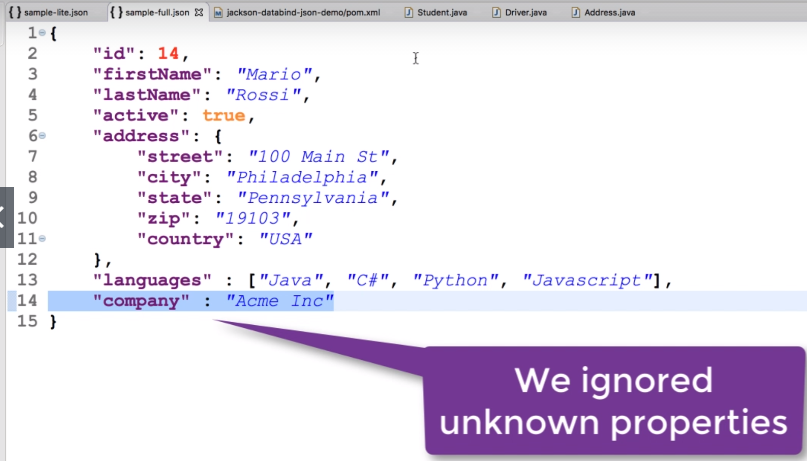 sample-lite.json sample-full.json jackson-databind-json-demo/pom.xml Student.java Driver.java Address.java
1 {
2 "id": 14,
3 "firstName": "Mario",
4 "lastName": "Rossi",
5 "active": true,
6 "address": {
7 "street": "100 Main St",
8 "city": "Philadelphia",
9 "state": "Pennsylvania",
10 "zip": "19103",
11 "country": "USA"
12 },
13 "languages" : ["Java", "C#", "Python", "Javascript"],
14 "company" : "Acme Inc"
15 }
We ignored
unknown properties